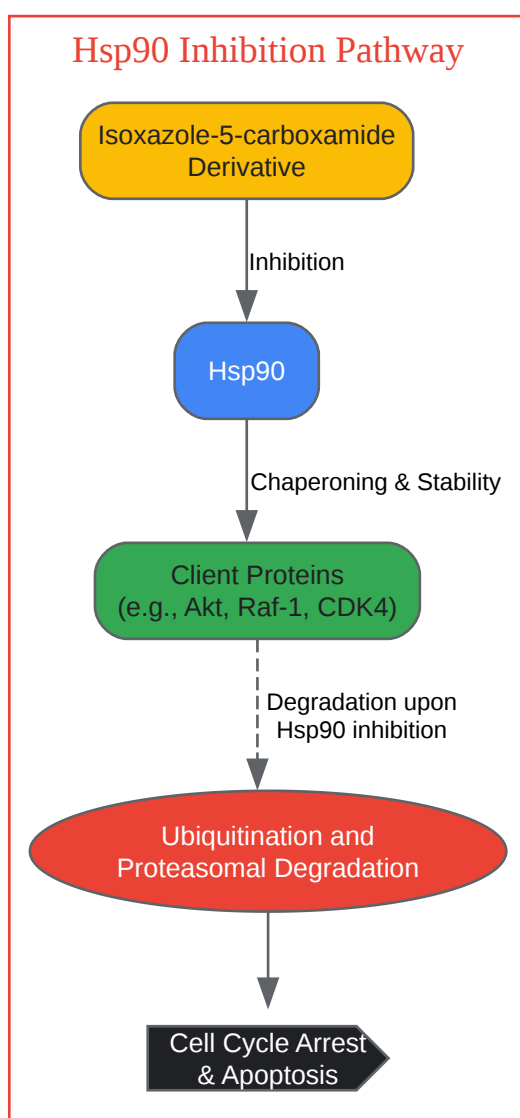 Hsp90 Inhibition Pathway
Isoxazole-5-carboxamide
Derivative
Inhibition
Hsp90
Chaperoning & Stability
Client Proteins
(e.g., Akt, Raf-1, CDK4)
Degradation upon
Hsp90 inhibition
Ubiquitination and
Proteasomal Degradation
Cell Cycle Arrest
& Apoptosis